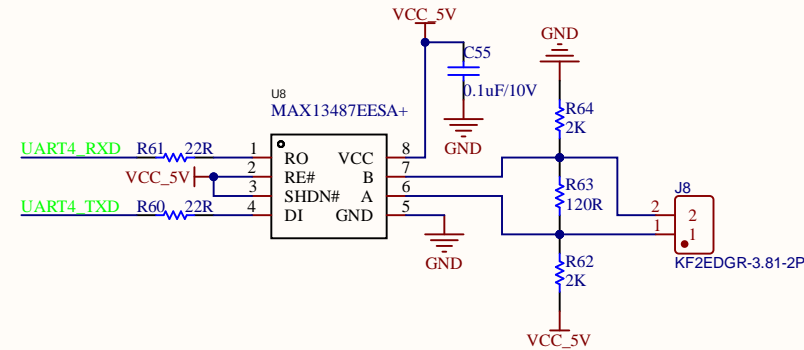 VCC_5V
GND
C55
0.1uF/10V
GND
U8
MAX13487EESA+
R64
2K
UART4_RXD R61 22R 1 RO VCC 8
VCC_5V 2 RE# B 7
3 SHDN# A 6
UART4_TXD R60 22R 4 DI GND 5
GND
R63
120R
J8
2 2
1 1
KF2EDGR-3.81-2P
R62
2K
VCC_5V